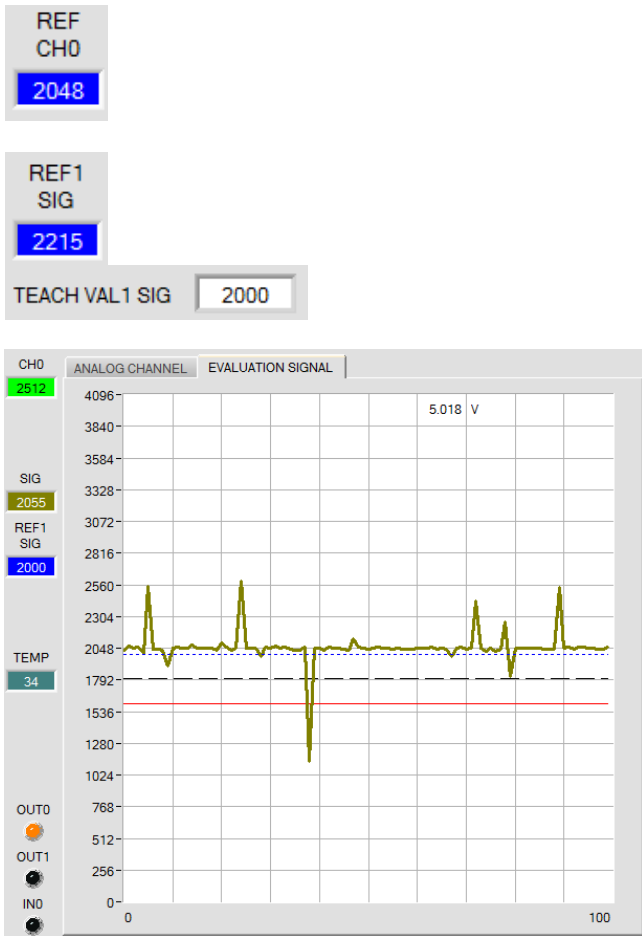 REF
CH0
2048
REF1
SIG
2215
TEACH VAL1 SIG 2000
CH0
2512
ANALOG CHANNEL EVALUATION SIGNAL
5.018 V
4096
3840
3584
3328
3072
2816
2560
2304
2048
1792
1536
1280
1024
768
512
256
0
0 100
SIG
2055
REF1
SIG
2000
TEMP
34
OUT0
OUT1
IN0